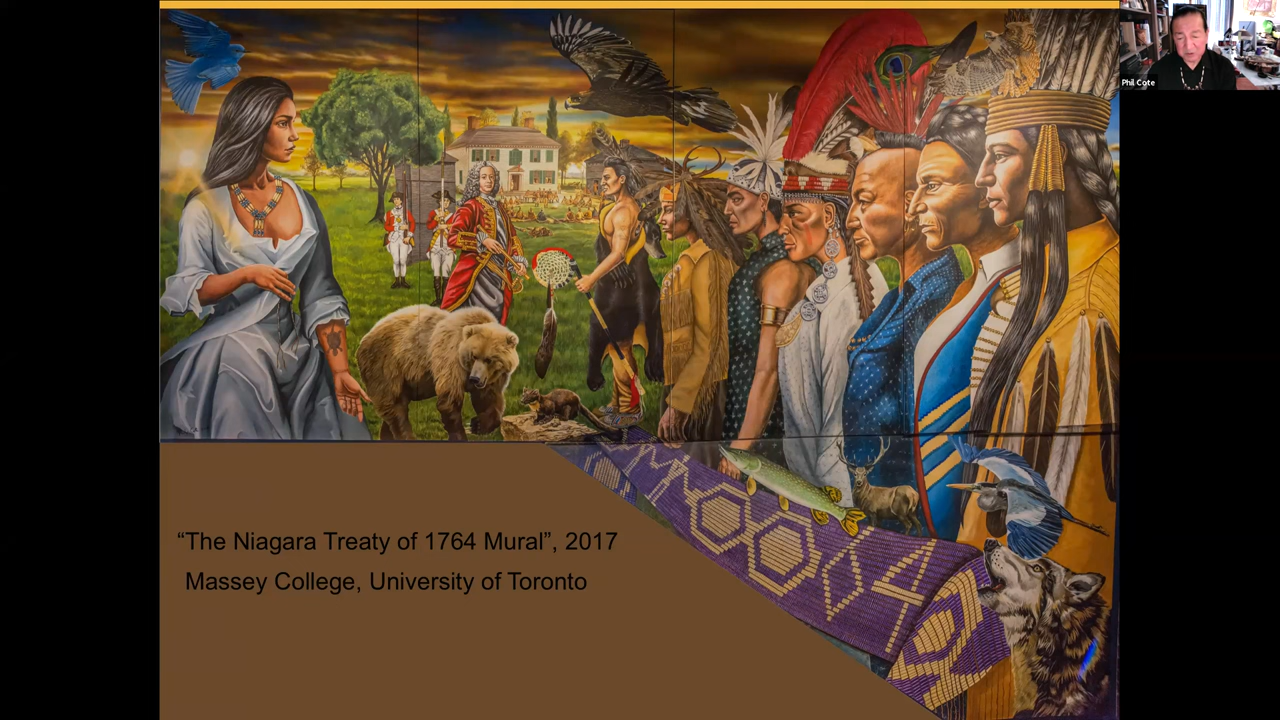 Phil Cote
“The Niagara Treaty of 1764 Mural”, 2017
Massey College, University of Toronto